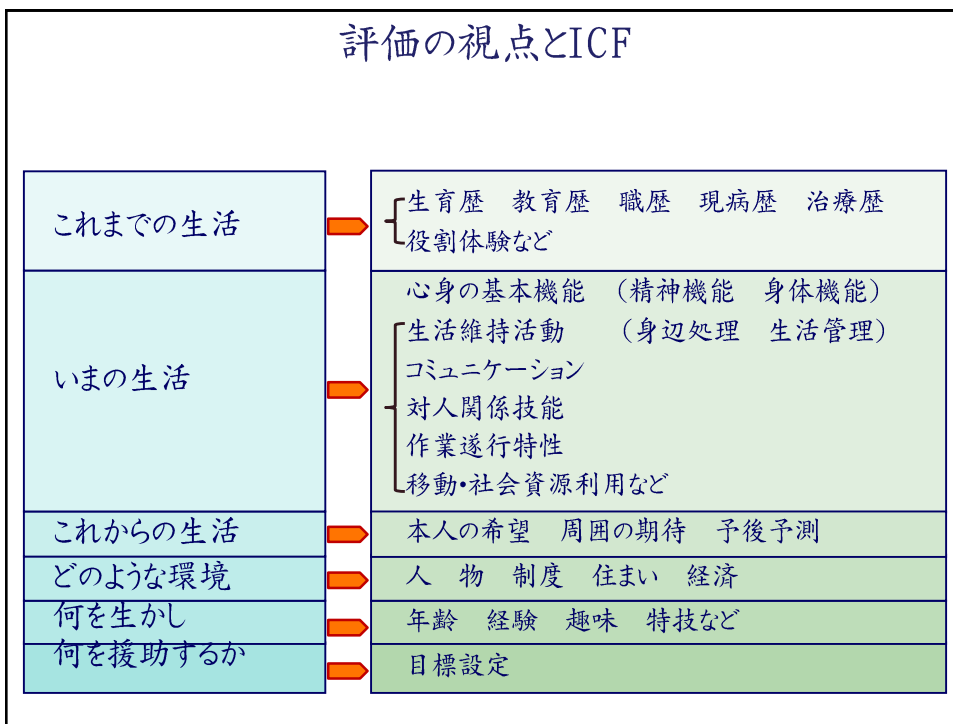 評価の視点とICF
これまでの生活
生育歴　教育歴　職歴　現病歴　治療歴
役割体験など
いまの生活
心身の基本機能　（精神機能　身体機能）
生活維持活動　　（身辺処理　生活管理）
コミュニケーション
対人関係技能
作業遂行特性
移動・社会資源利用など
これからの生活
本人の希望　周囲の期待　予後予測
どのような環境
人　物　制度　住まい　経済
何を生かし
年齢　経験　趣味　特技など
何を援助するか
目標設定